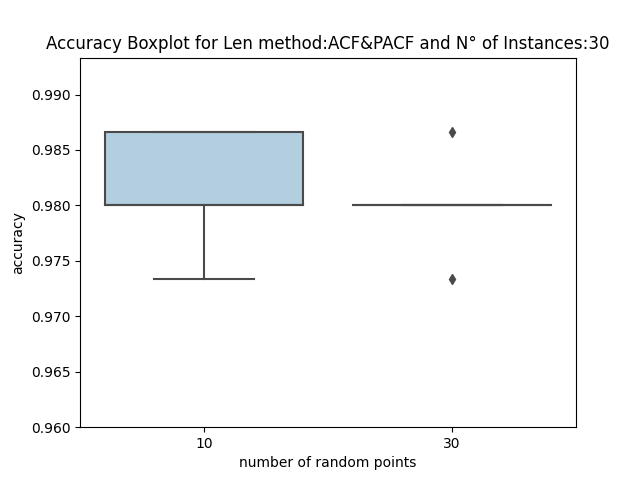 Accuracy Boxplot for Len method:ACF&PACF and N° of Instances:30
0.990
0.985
0.980
0.975
0.970
0.965
0.960
accuracy
10 30
number of random points